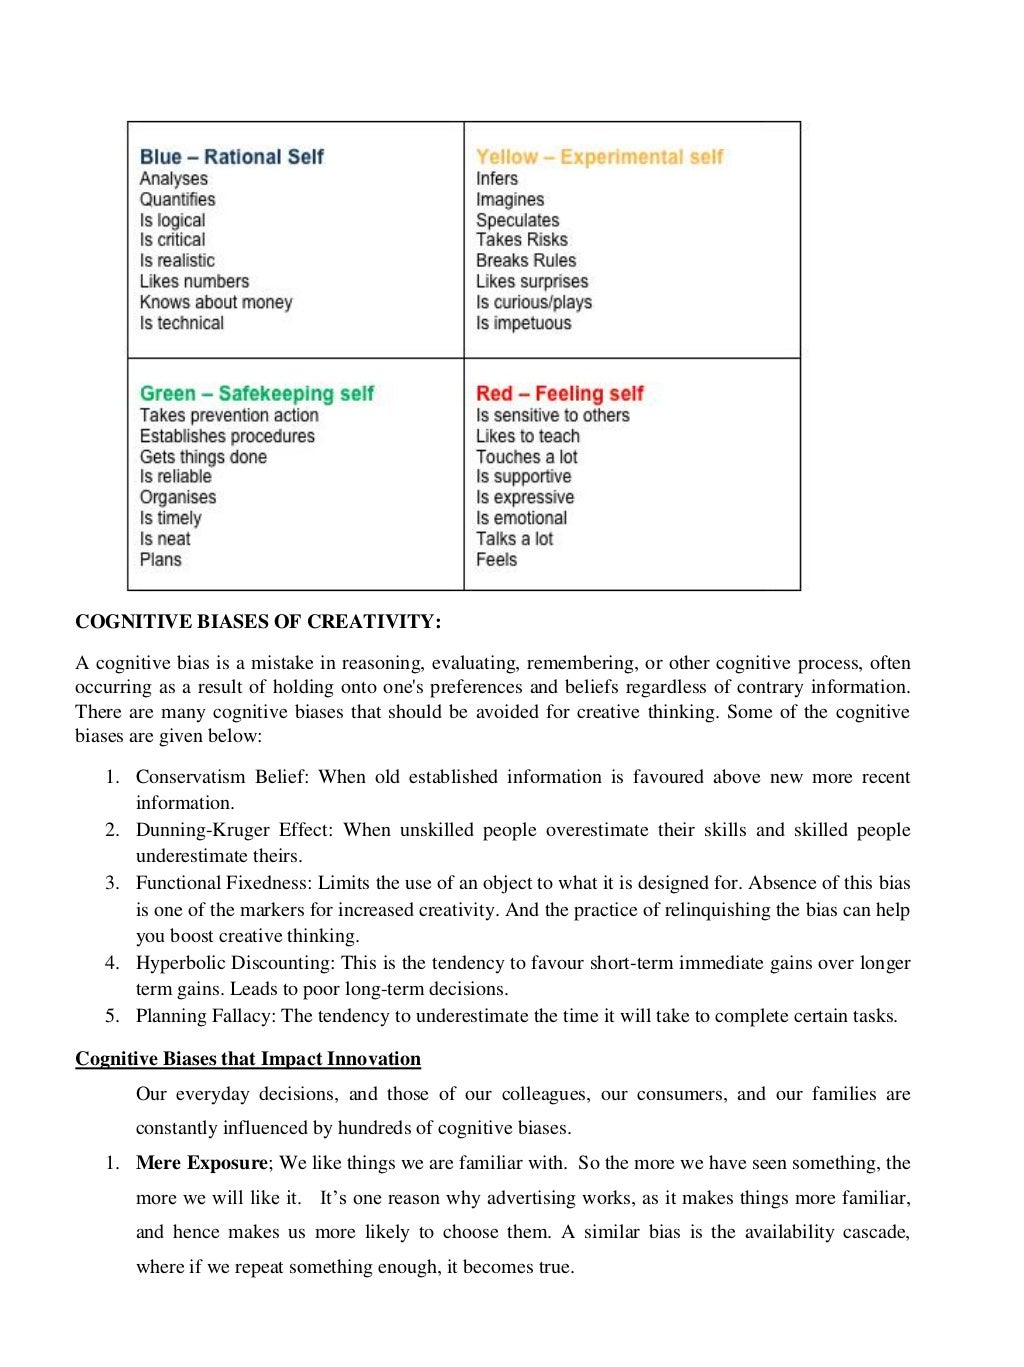 Blue – Rational Self
Analyses
Quantifies
Is logical
Is critical
Is realistic
Likes numbers
Knows about money
Is technical
Yellow – Experimental self
Infers
Imagines
Speculates
Takes Risks
Breaks Rules
Likes surprises
Is curious/plays
Is impetuous
Green – Safekeeping self
Takes prevention action
Establishes procedures
Gets things done
Is reliable
Organises
Is timely
Is neat
Plans
Red – Feeling self
Is sensitive to others
Likes to teach
Touches a lot
Is supportive
Is expressive
Is emotional
Talks a lot
Feels
COGNITIVE BIASES OF CREATIVITY:
A cognitive bias is a mistake in reasoning, evaluating, remembering, or other cognitive process, often
occurring as a result of holding onto one's preferences and beliefs regardless of contrary information.
There are many cognitive biases that should be avoided for creative thinking. Some of the cognitive
biases are given below:
1. Conservatism Belief: When old established information is favoured above new more recent
information.
2. Dunning-Kruger Effect: When unskilled people overestimate their skills and skilled people
underestimate theirs.
3. Functional Fixedness: Limits the use of an object to what it is designed for. Absence of this bias
is one of the markers for increased creativity. And the practice of relinquishing the bias can help
you boost creative thinking.
4. Hyperbolic Discounting: This is the tendency to favour short-term immediate gains over longer
term gains. Leads to poor long-term decisions.
5. Planning Fallacy: The tendency to underestimate the time it will take to complete certain tasks.
Cognitive Biases that Impact Innovation
Our everyday decisions, and those of our colleagues, our consumers, and our families are
constantly influenced by hundreds of cognitive biases.
1. Mere Exposure; We like things we are familiar with. So the more we have seen something, the
more we will like it. It’s one reason why advertising works, as it makes things more familiar,
and hence makes us more likely to choose them. A similar bias is the availability cascade,
where if we repeat something enough, it becomes true.